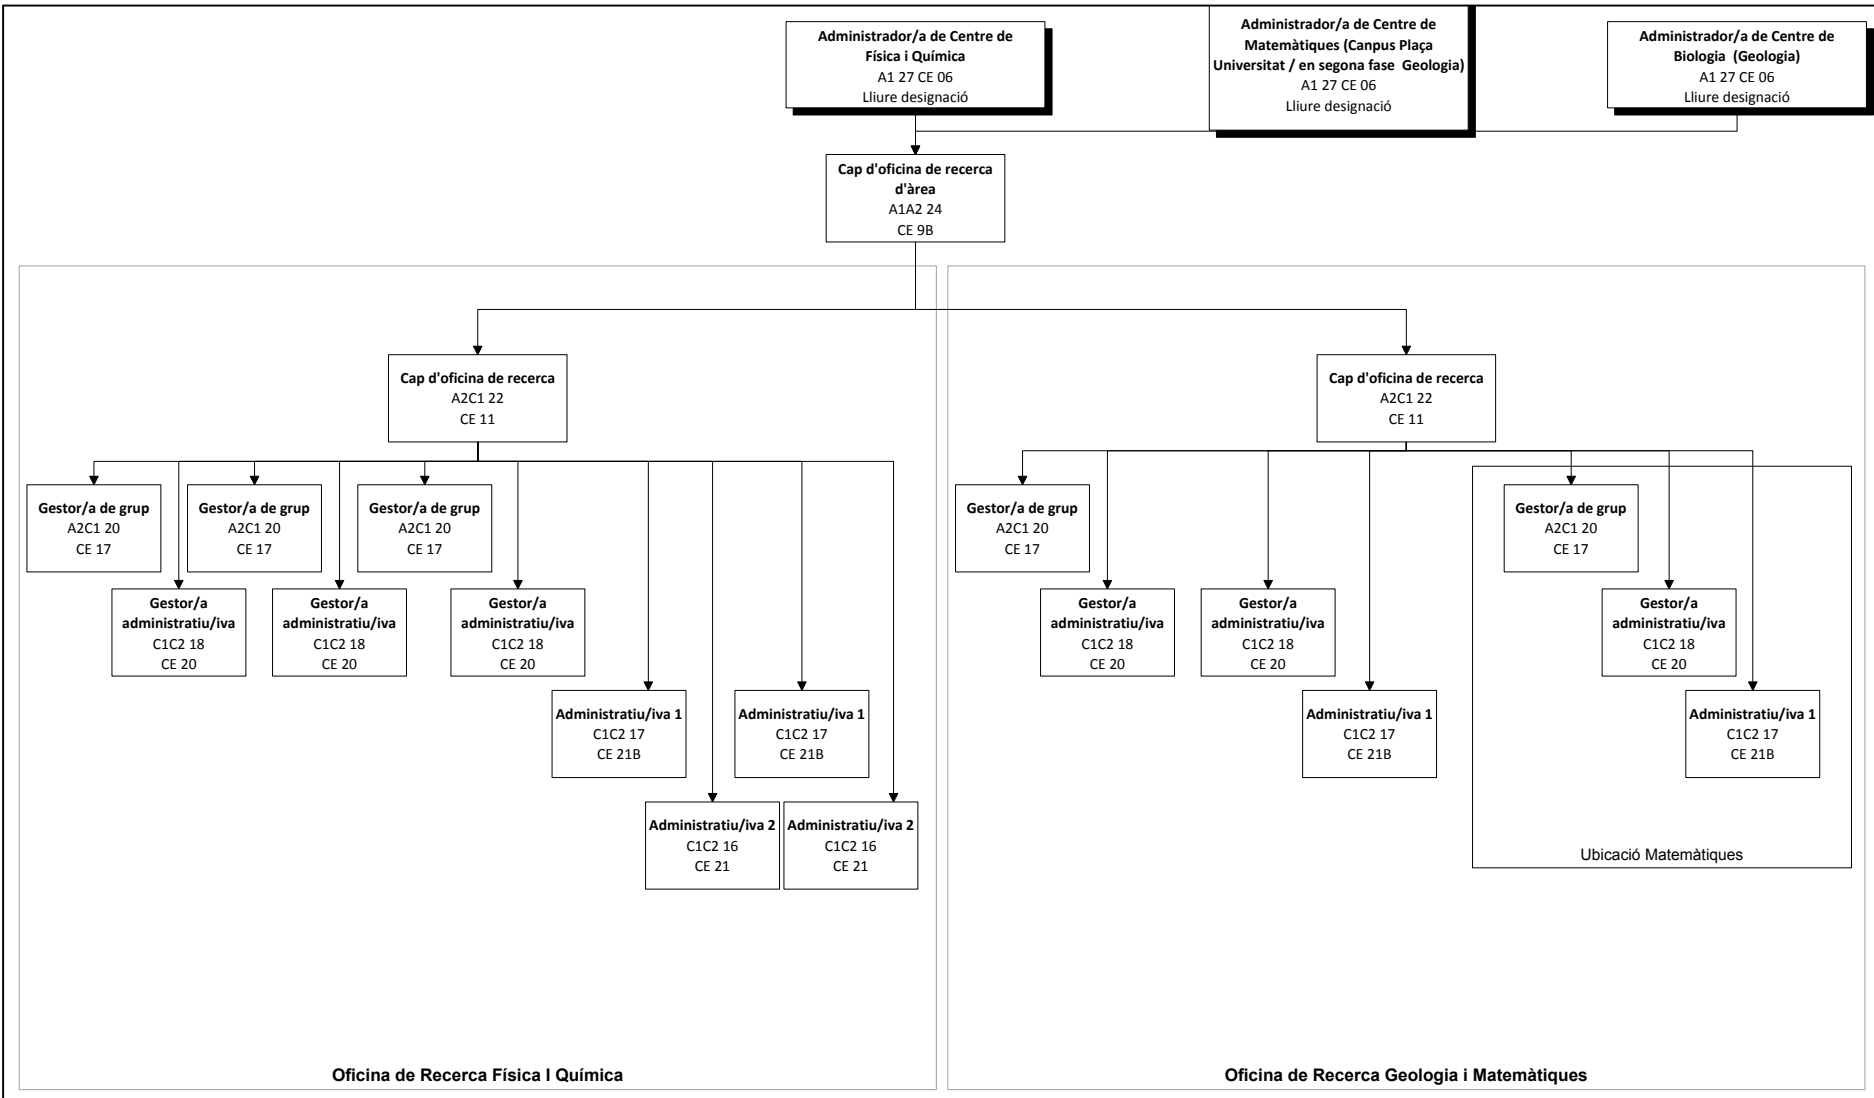 Administrador/a de Centre de
Física i Química
A1 27 CE 06
Lliure designació
Administrador/a de Centre de
Matemàtiques (Canpus Plaça
Universitat / en segona fase  Geologia)
A1 27 CE 06
Lliure designació
Administrador/a de Centre de
Biologia  (Geologia)
A1 27 CE 06
Lliure designació
Cap d'oficina de recerca
d'àrea
A1A2 24
CE 9B
Cap d'oficina de recerca
A2C1 22
CE 11
Gestor/a de grup
A2C1 20
CE 17
Gestor/a de grup
A2C1 20
CE 17
Gestor/a de grup
A2C1 20
CE 17
Gestor/a
administratiu/iva
C1C2 18
CE 20
Gestor/a
administratiu/iva
C1C2 18
CE 20
Gestor/a
administratiu/iva
C1C2 18
CE 20
Administratiu/iva 1
C1C2 17
CE 21B
Administratiu/iva 1
C1C2 17
CE 21B
Administratiu/iva 2
C1C2 16
CE 21
Administratiu/iva 2
C1C2 16
CE 21
Oficina de Recerca Física I Química
Cap d'oficina de recerca
A2C1 22
CE 11
Gestor/a de grup
A2C1 20
CE 17
Gestor/a de grup
A2C1 20
CE 17
Gestor/a
administratiu/iva
C1C2 18
CE 20
Gestor/a
administratiu/iva
C1C2 18
CE 20
Gestor/a
administratiu/iva
C1C2 18
CE 20
Administratiu/iva 1
C1C2 17
CE 21B
Administratiu/iva 1
C1C2 17
CE 21B
Ubicació Matemàtiques
Oficina de Recerca Geologia i Matemàtiques